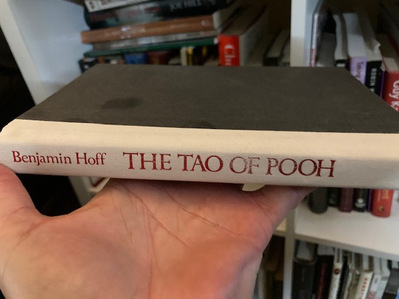 Benjamin Hoff THE TAO OF POOH